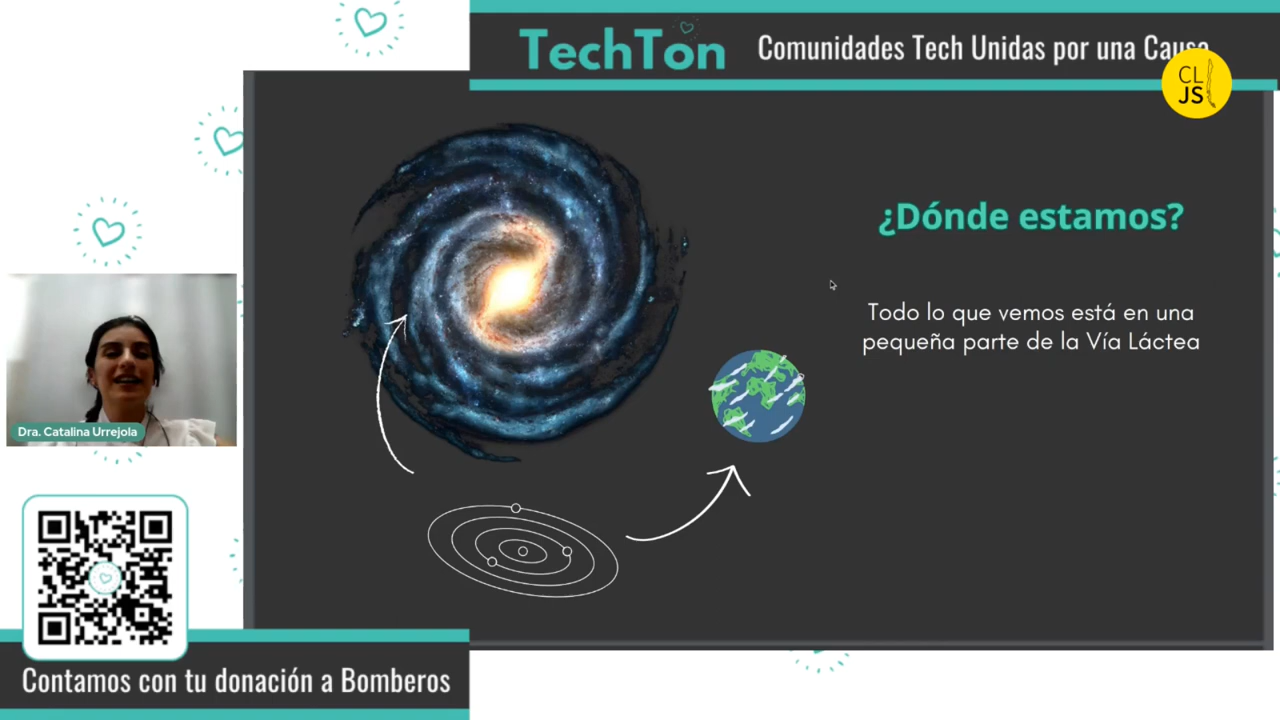 TechTon
Comunidades Tech Unidas por una Causa
CL
JS
¿Dónde estamos?
Todo lo que vemos está en una
pequeña parte de la Vía Láctea
Dra. Catalina Urrejola
Contamos con tu donación a Bomberos